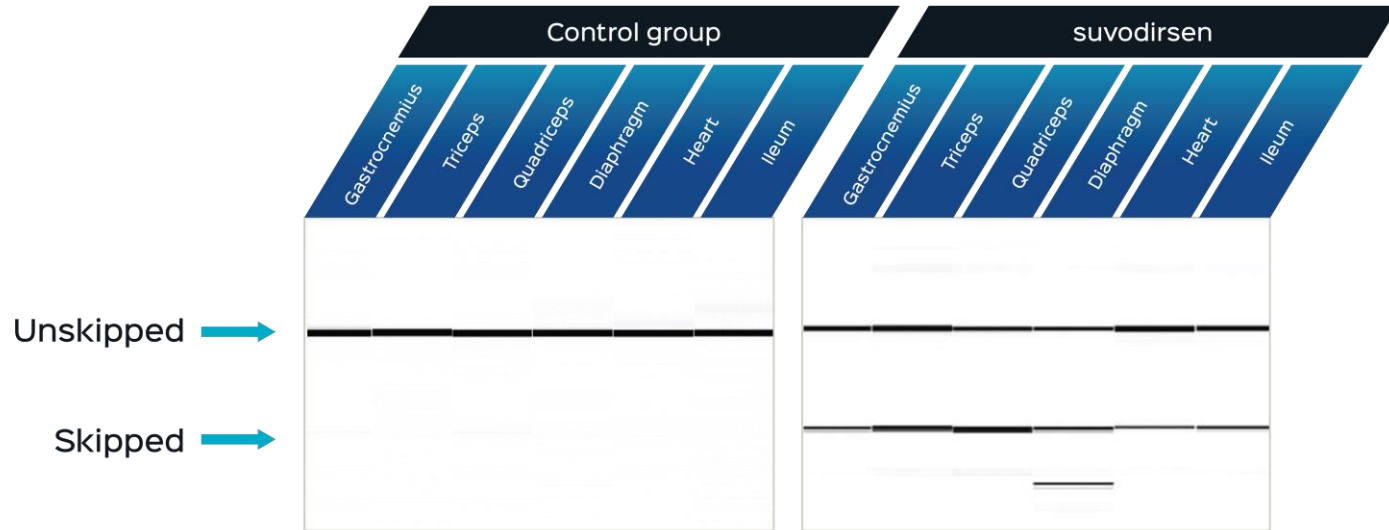 Control group
suvodirsen
Gastrocnemius
Triceps
Quadriceps
Diaphragm
Heart
Ileum
Gastrocnemius
Triceps
Quadriceps
Diaphragm
Heart
Ileum
Unskipped
Skipped